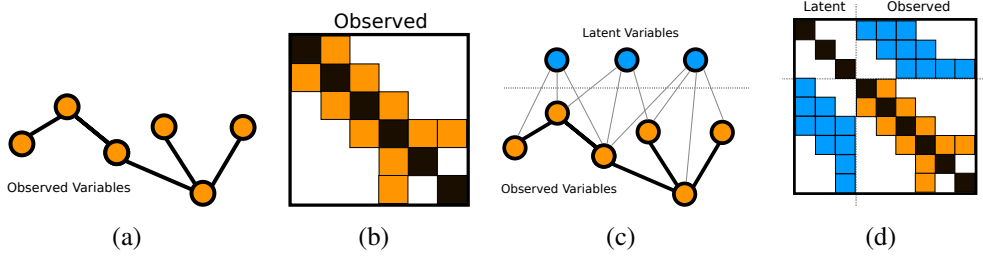 Observed Variables
(a)
Observed
(b)
Latent Variables
Observed Variables
(c)
Latent Observed
(d)